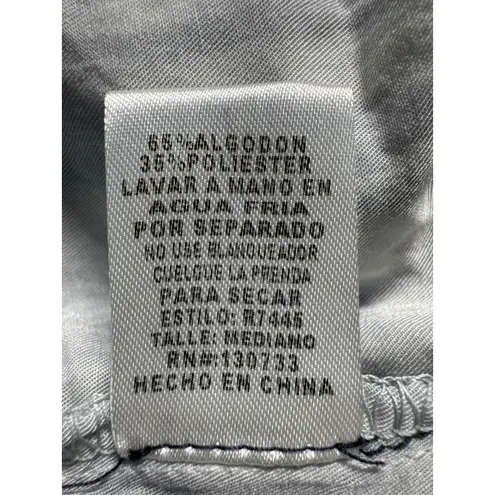 65%ALGODON
35%POLIESTER
LAVAR A MANO EN
AGUA FRIA
POR SEPARADO
NO USE BLANQUEADOR
CUELGUE LA PRENDA
PARA SECAR
ESTILO: R7445
TALLE: MEDIANO
RN#:130733
HECHO EN CHINA